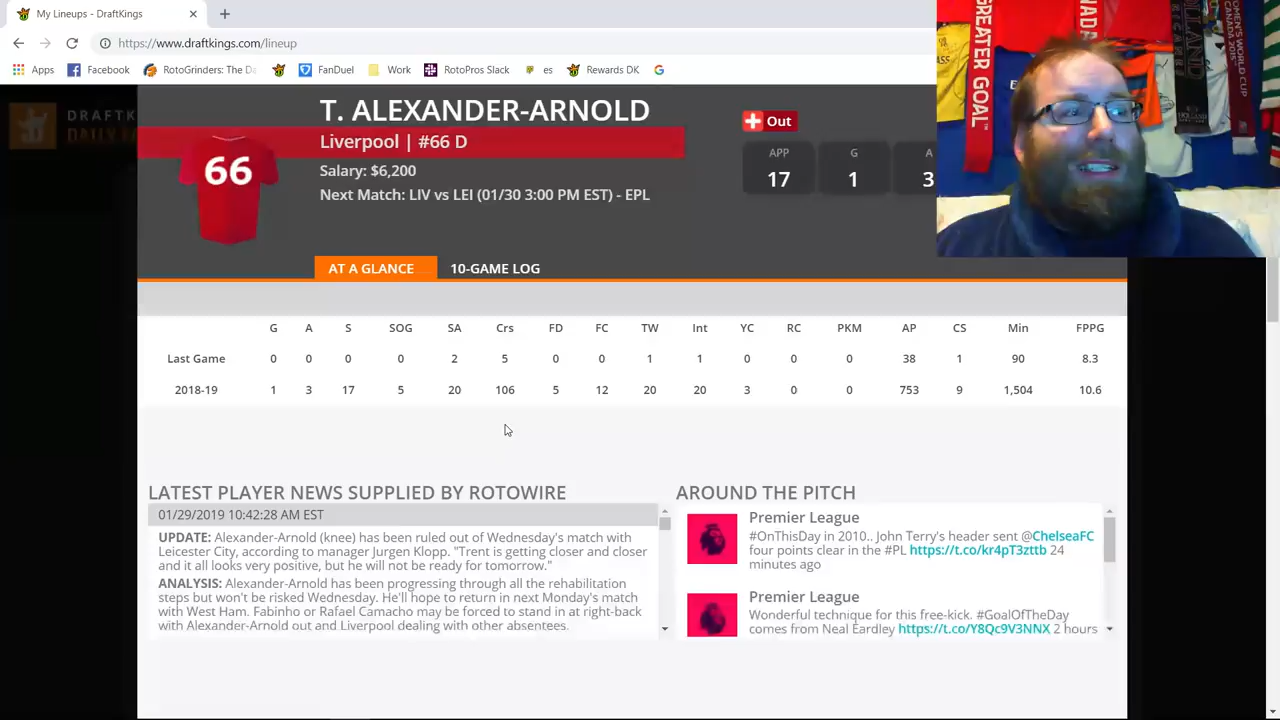 My Lineups - DraftKings
https://www.draftkings.com/lineup
Apps Facebook RotoGrinders: The Da FanDuel Work RotoPros Slack es Rewards DK
T. ALEXANDER-ARNOLD
Liverpool | #66 D
Salary: $6,200
Next Match: LIV vs LEI (01/30 3:00 PM EST) - EPL
66
Out
APP G A
17 1 3
AT A GLANCE 10-GAME LOG
G A S SOG SA Crs FD FC TW Int YC RC PKM AP CS Min FPPG
Last Game 0 0 0 0 2 5 0 0 1 1 0 0 0 38 1 90 8.3
2018-19 1 3 17 5 20 106 5 12 20 20 3 0 0 753 9 1,504 10.6
LATEST PLAYER NEWS SUPPLIED BY ROTOWIRE
01/29/2019 10:42:28 AM EST
UPDATE: Alexander-Arnold (knee) has been ruled out of Wednesday's match with
Leicester City, according to manager Jurgen Klopp. "Trent is getting closer and closer
and it all looks very positive, but he will not be ready for tomorrow."
ANALYSIS: Alexander-Arnold has been progressing through all the rehabilitation
steps but won't be risked Wednesday. He'll hope to return in next Monday's match
with West Ham. Fabinho or Rafael Camacho may be forced to stand in at right-back
with Alexander-Arnold out and Liverpool dealing with other absentees.
AROUND THE PITCH
Premier League
#OnThisDay in 2010.. John Terry's header sent @ChelseaFC
four points clear in the #PL https://t.co/kr4pT3zttb 24
minutes ago
Premier League
Wonderful technique for this free-kick. #GoalOfTheDay
comes from Neal Eardley https://t.co/Y8Qc9V3NNX 2 hours
GREATER GOAL
WOMEN'S WORLD CUP
CANADA 2015